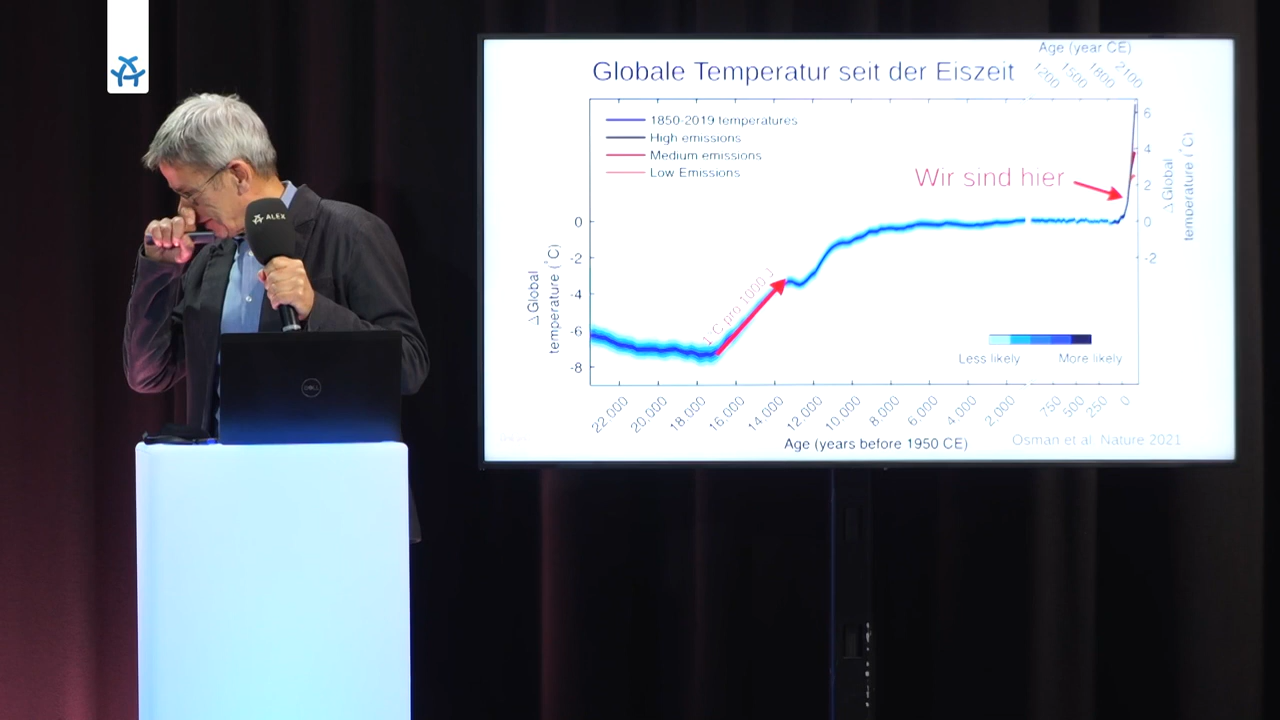 Age (year CE)
Globale Temperatur seit der Eiszeit
1200 1500 1800 2100
1850-2019 temperatures
High emissions
Medium emissions
Low Emissions
Wir sind hier
6
4
2
0
-2
△Global
temperature (°C)
0
-2
-4
-6
-8
△Global
temperature (°C)
1°C pro 1000 J
Less likely More likely
22.000 20.000 18.000 16.000 14.000 12.000 10.000 8.000 6.000 4.000 2.000 750 500 250 0
Age (years before 1950 CE)
Osman et al. Nature 2021
ALEX
DELL